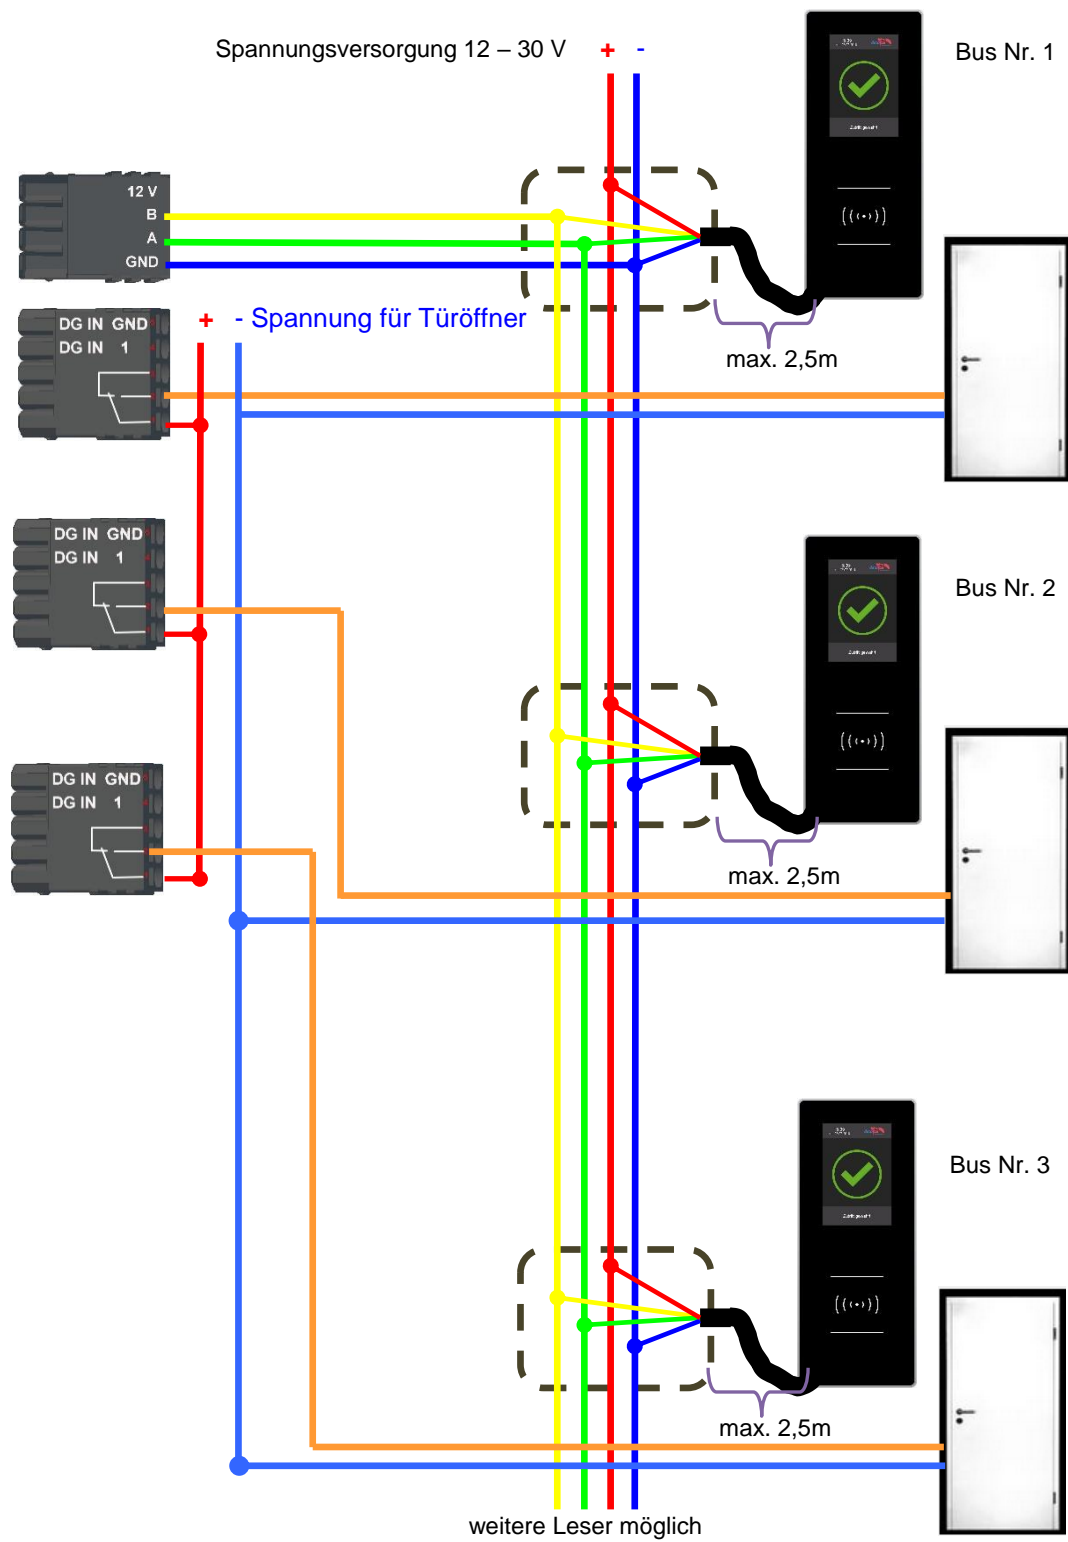 Spannungsversorgung 12 – 30 V + -
Bus Nr. 1
12 V
B
A
GND
DG IN GND
DG IN 1
+ - Spannung für Türöffner
max. 2,5m
DG IN GND
DG IN 1
Bus Nr. 2
DG IN GND
DG IN 1
max. 2,5m
Bus Nr. 3
max. 2,5m
weitere Leser möglich